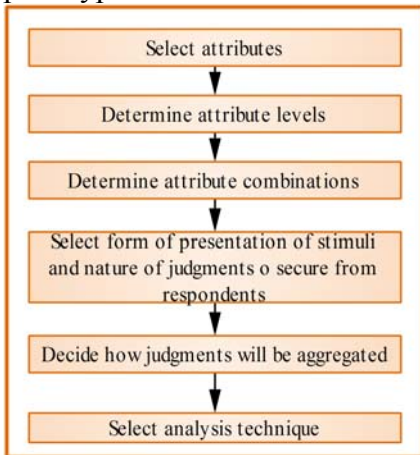 Select attributes
Determine attribute levels
Determine attribute combinations
Select form of presentation of stimuli
and nature of judgments o secure from
respondents
Decide how judgments will be aggregated
Select analysis technique